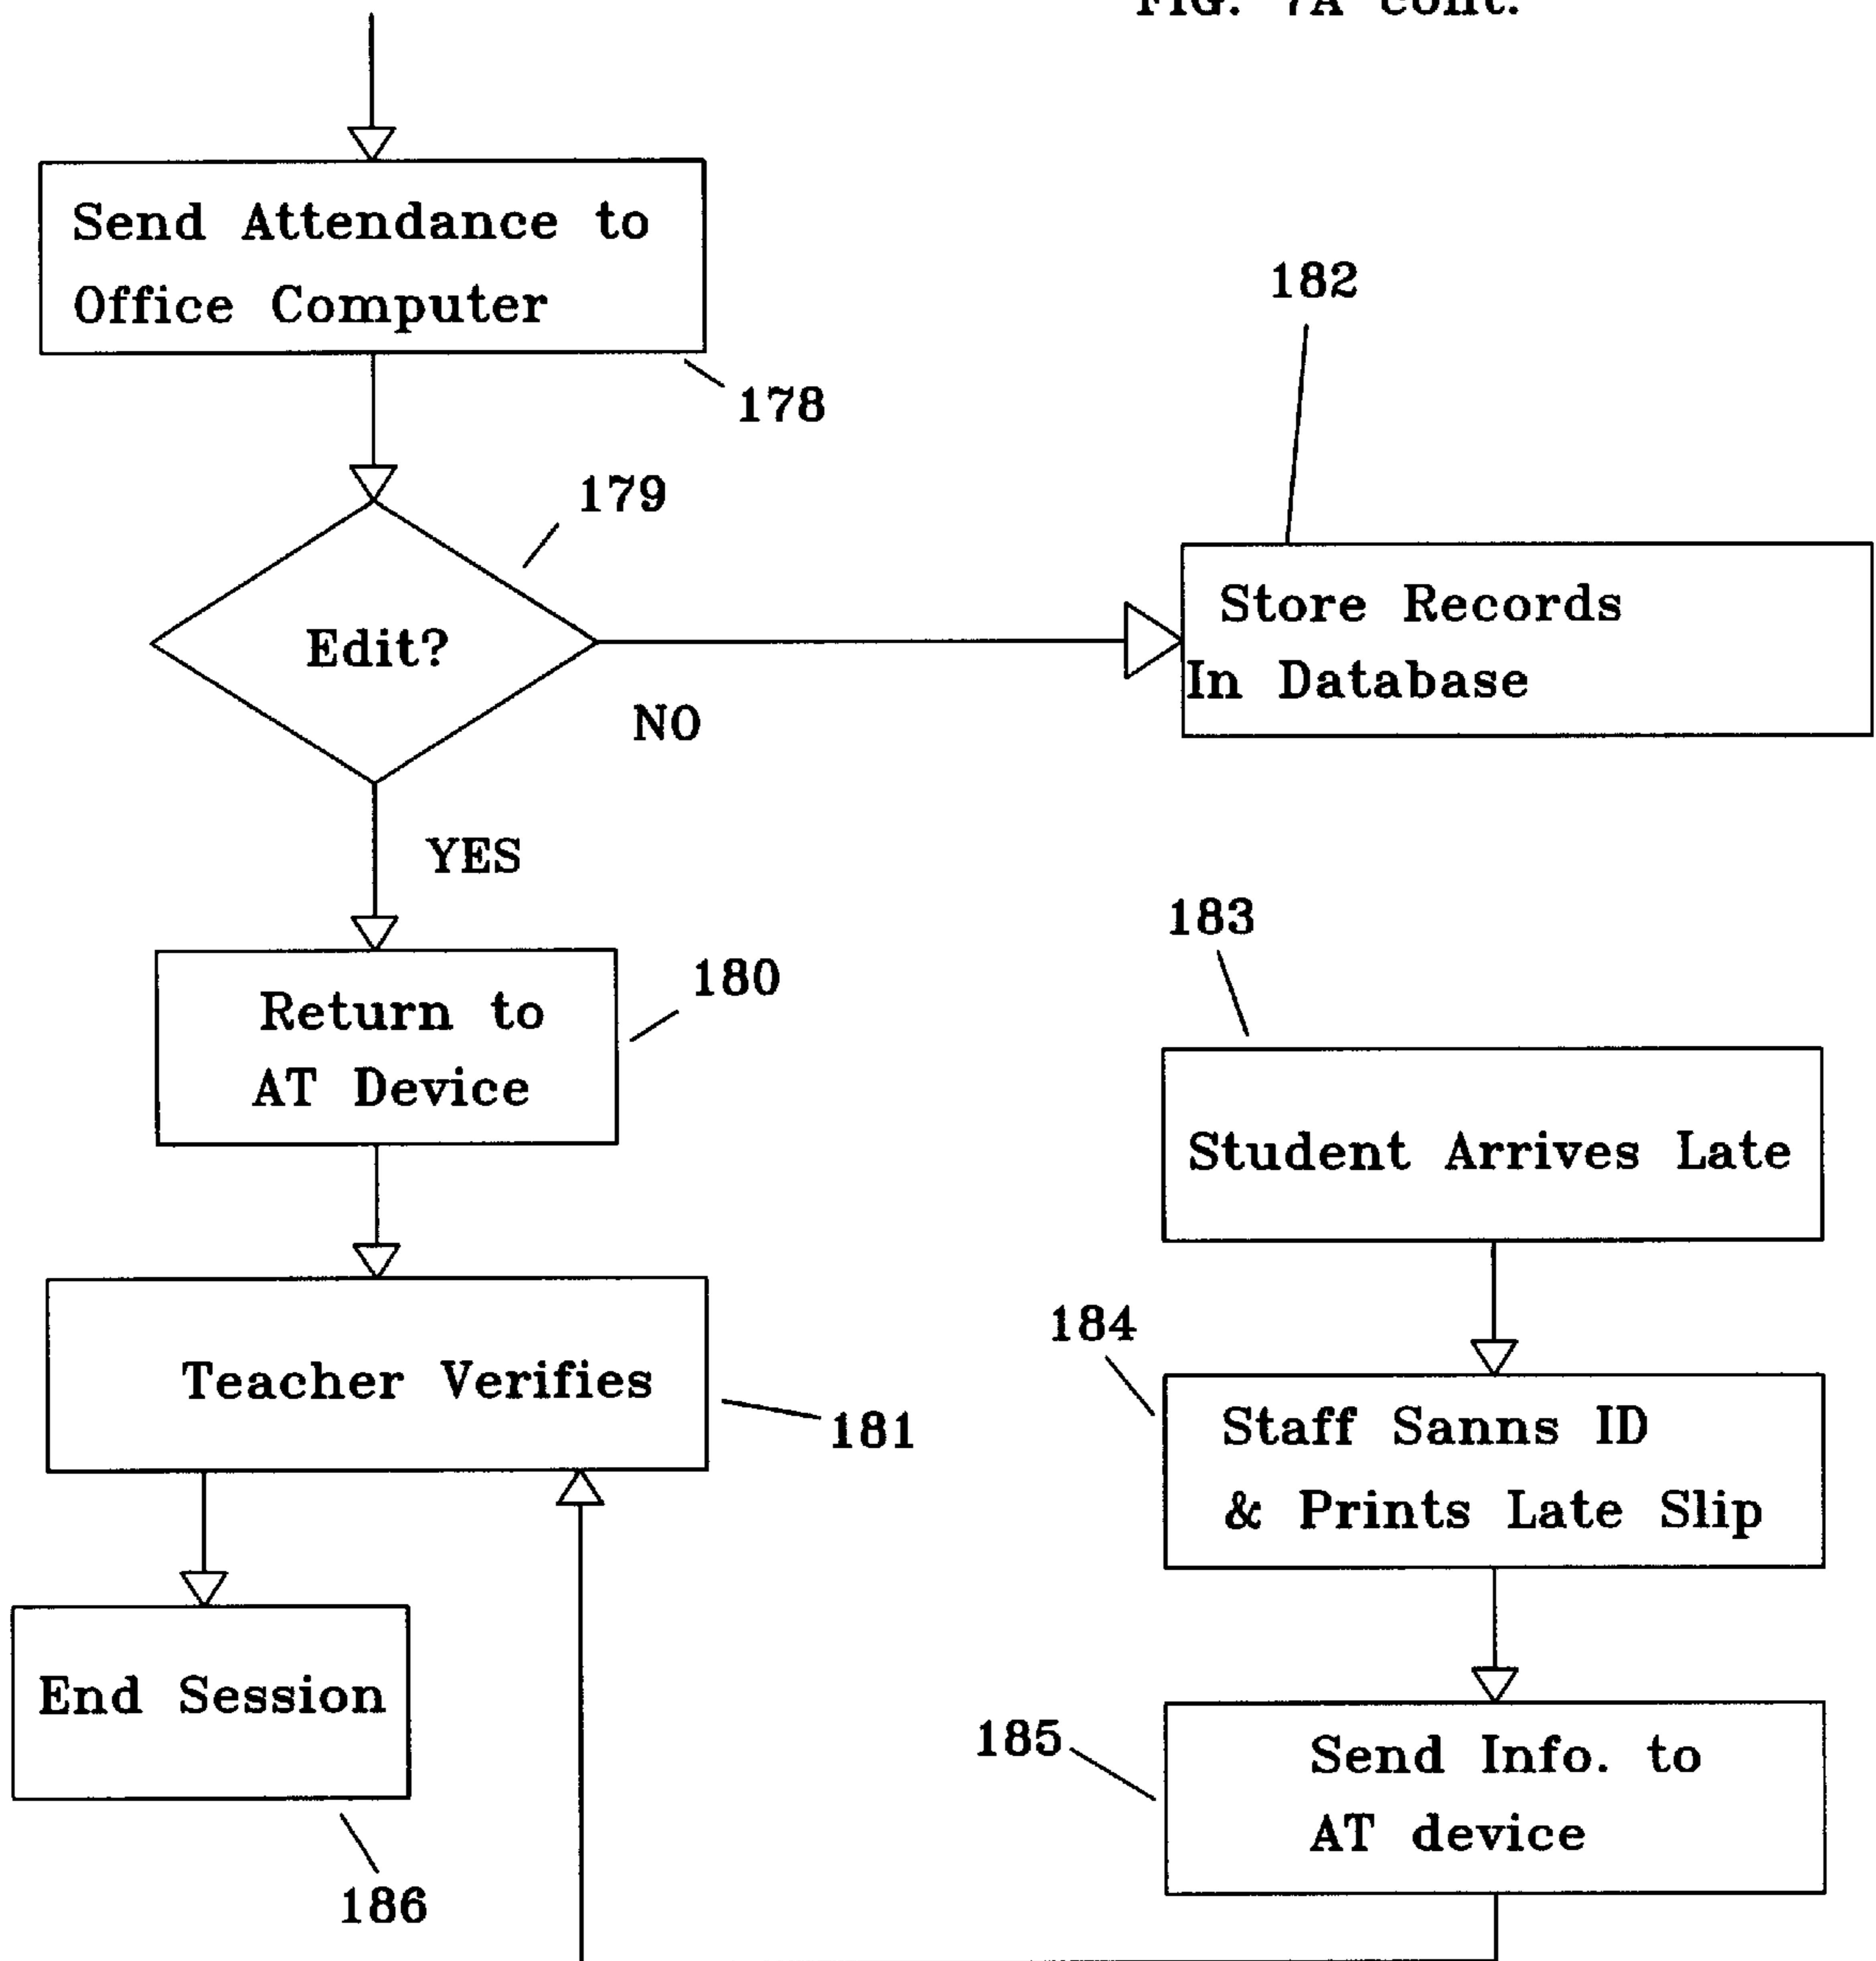 FIG. 7A cont.
Send Attendance to
Office Computer
178
179
Edit?
NO
YES
182
Store Records
In Database
Return to
AT Device
180
Teacher Verifies
181
End Session
186
183
Student Arrives Late
184
Staff Sanns ID
& Prints Late Slip
185
Send Info. to
AT device